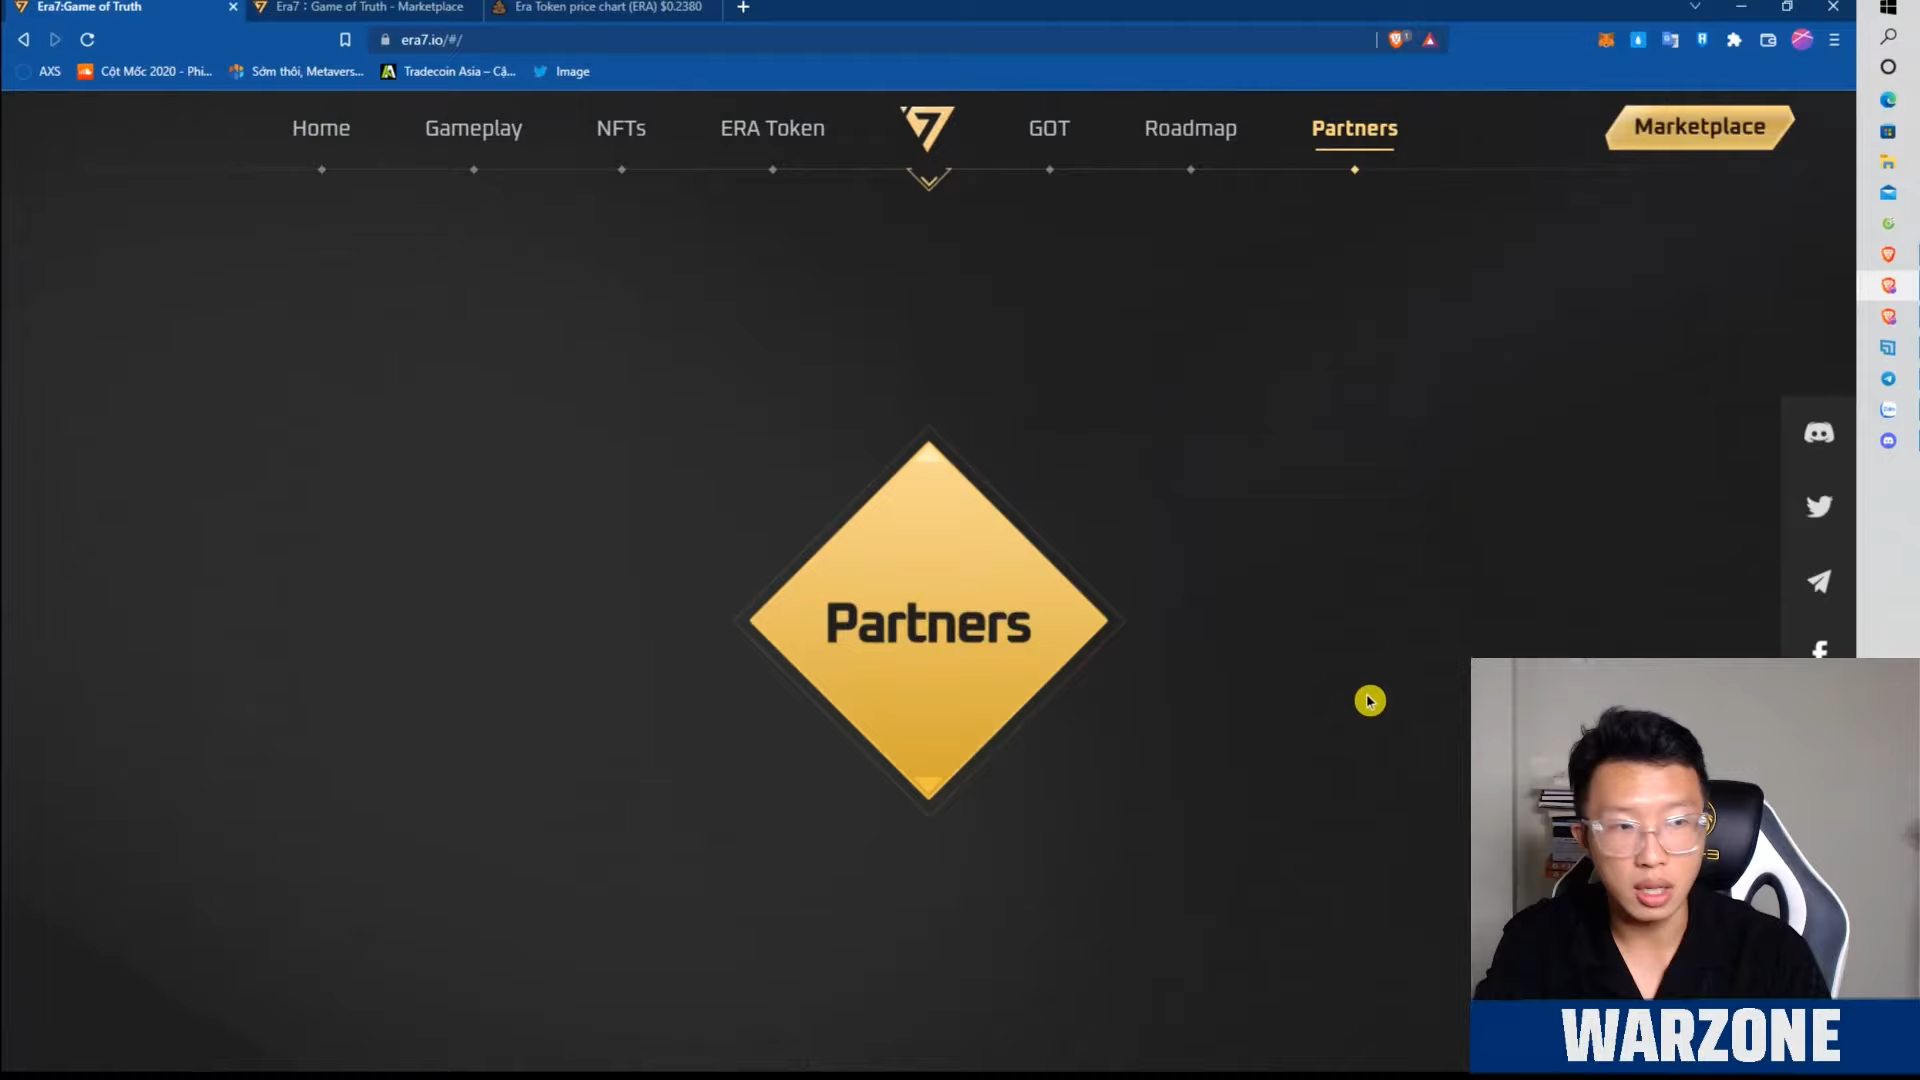 Era7:Game of Truth
Era7 : Game of Truth - Marketplace
Era Token price chart (ERA) $0.2380
era7.io/#/
AXS
Cột Mốc 2020 - Phi...
Sớm thôi, Metavers...
Tradecoin Asia – Cậ...
Image
Home
Gameplay
NFTs
ERA Token
GOT
Roadmap
Partners
Marketplace
Partners
WARZONE